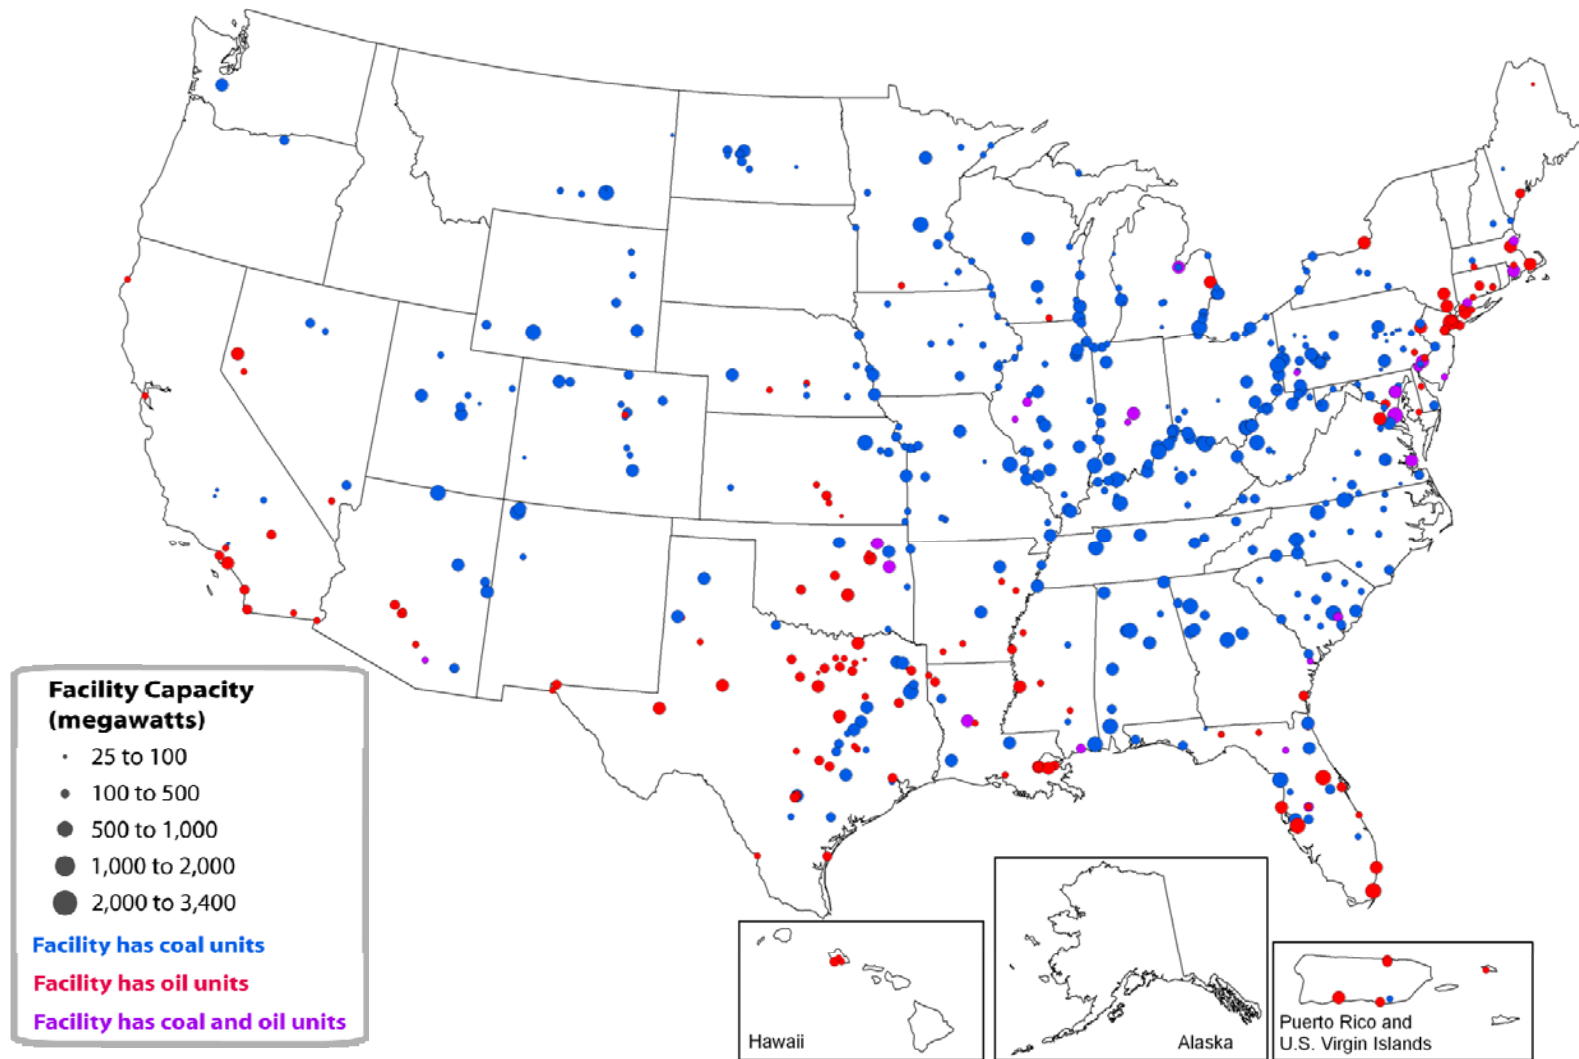 Facility Capacity
(megawatts)
25 to 100
100 to 500
500 to 1,000
1,000 to 2,000
2,000 to 3,400
Facility has coal units
Facility has oil units
Facility has coal and oil units
Hawaii
Alaska
Puerto Rico and
U.S. Virgin Islands